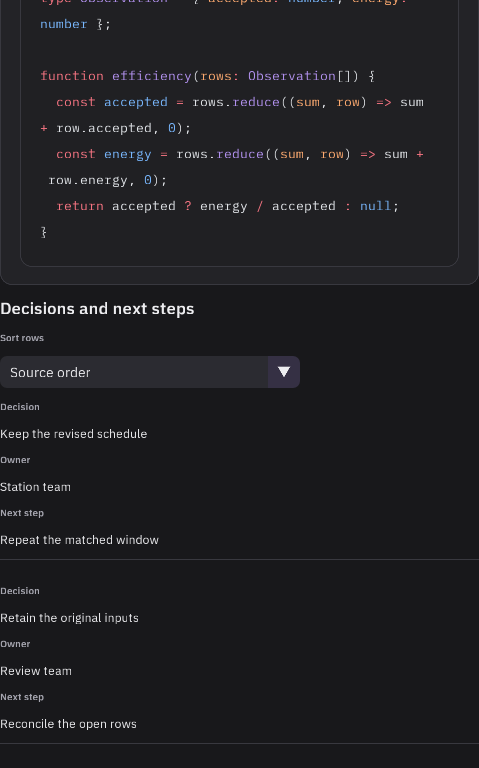 number };
function efficiency(rows: Observation[]) {
const accepted = rows.reduce((sum, row) => sum
+ row.accepted, 0);
const energy = rows.reduce((sum, row) => sum +
row.energy, 0);
return accepted ? energy / accepted : null;
}
Decisions and next steps
Sort rows
Source order
Decision
Keep the revised schedule
Owner
Station team
Next step
Repeat the matched window
Decision
Retain the original inputs
Owner
Review team
Next step
Reconcile the open rows